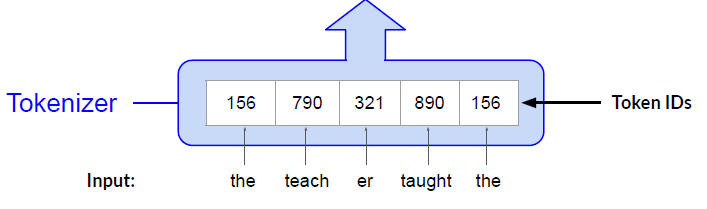 Tokenizer 156 790 321 890 156 Token IDs
Input: the teach er taught the